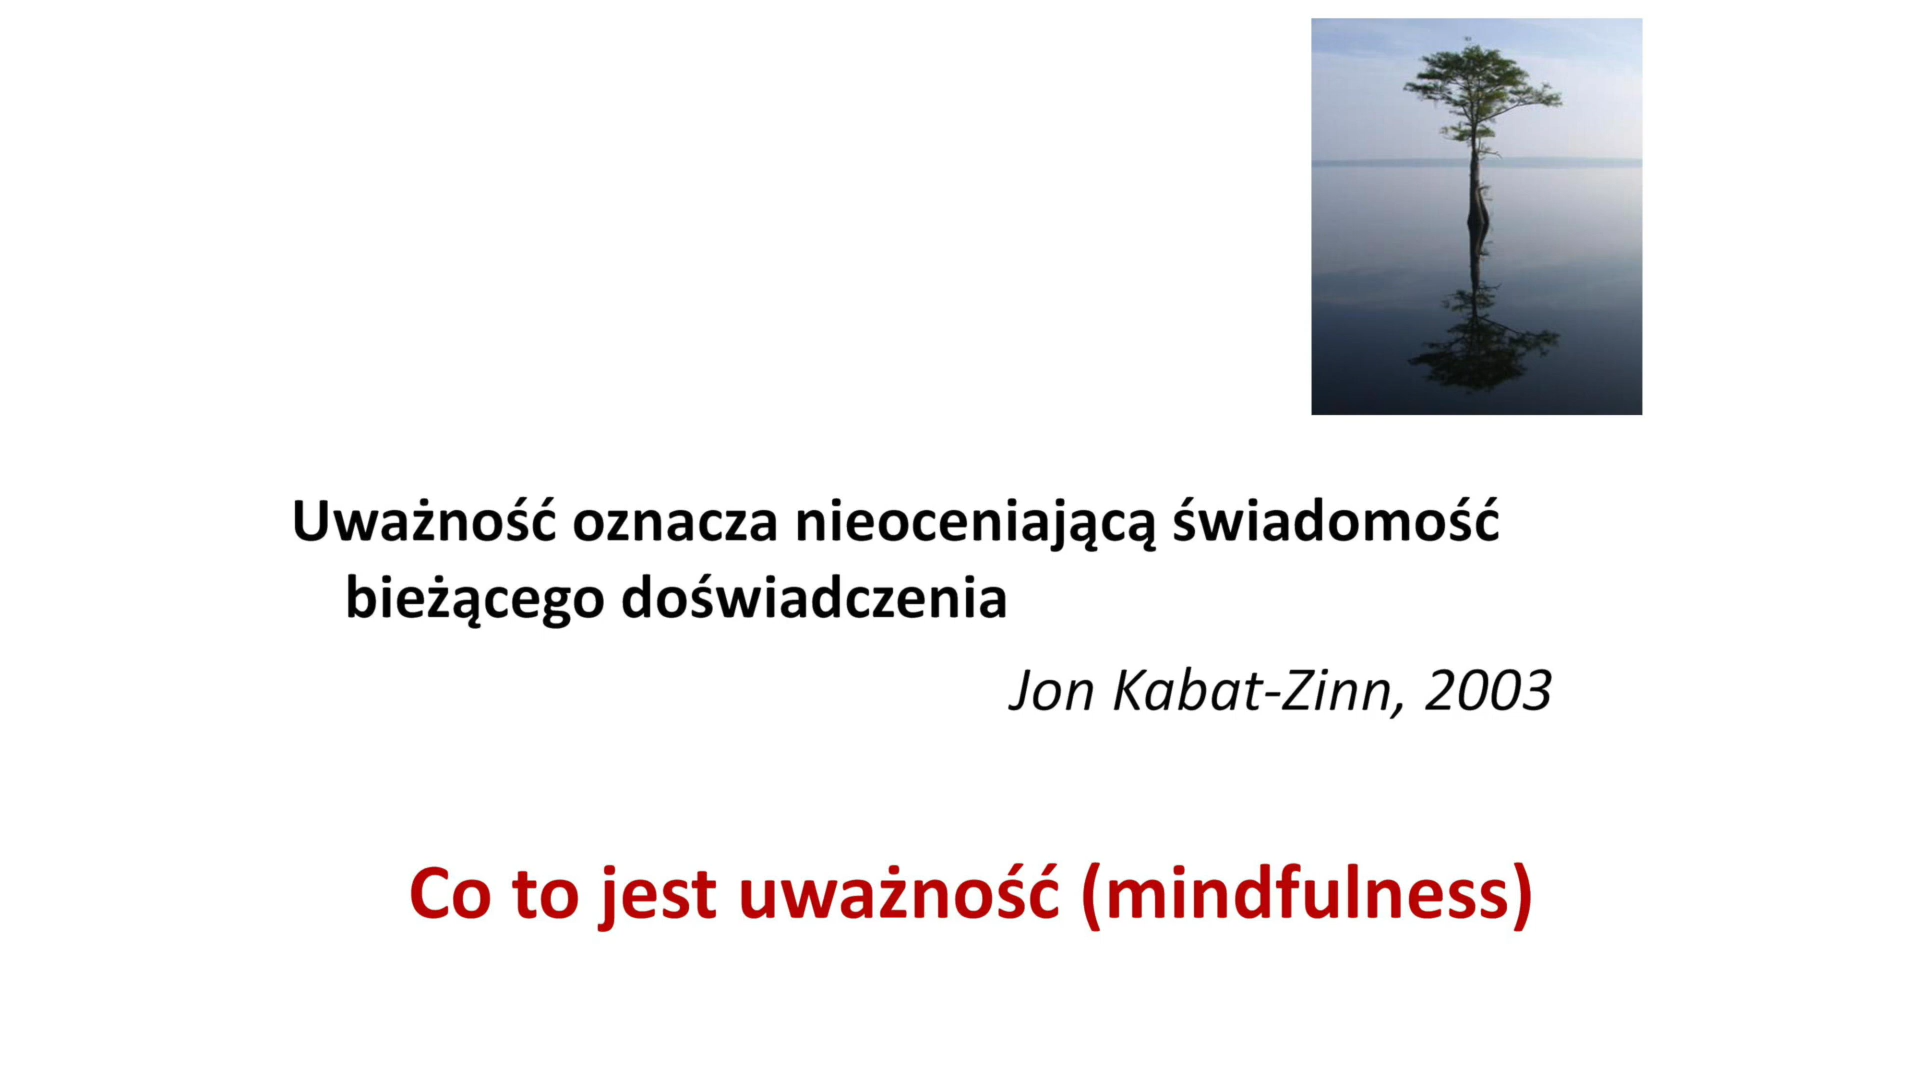 Uważność oznacza nieoceniającą świadomość
bieżącego doświadczenia
Jon Kabat-Zinn, 2003
Co to jest uważność (mindfulness)